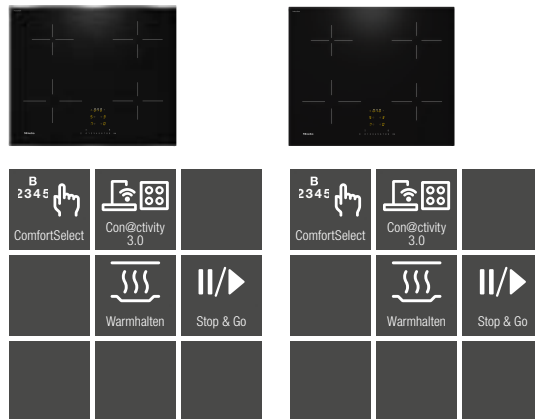 B
2345
ComfortSelect
Con@ctivity
3.0
Warmhalten
Stop & Go
B
2345
ComfortSelect
Con@ctivity
3.0
Warmhalten
Stop & Go